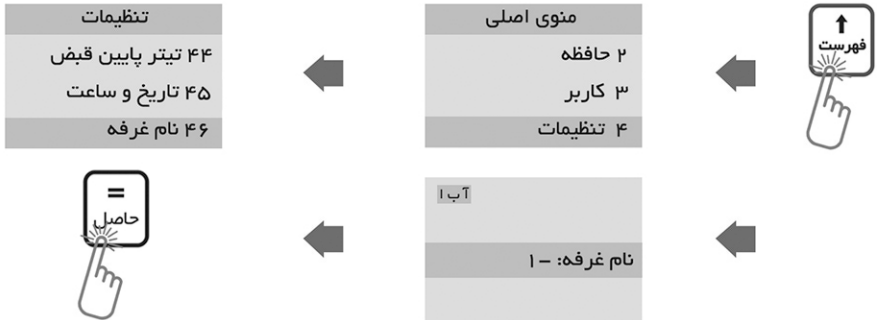 ↑
فهرست
منوی اصلی
۲ حافظه
۳ کاربر
۴ تنظیمات
تنظیمات
۴۴ تیتر پایین قبض
۴۵ تاریخ و ساعت
۴۶ نام غرفه
آ ب ۱
نام غرفه: -۱
=
حاصل